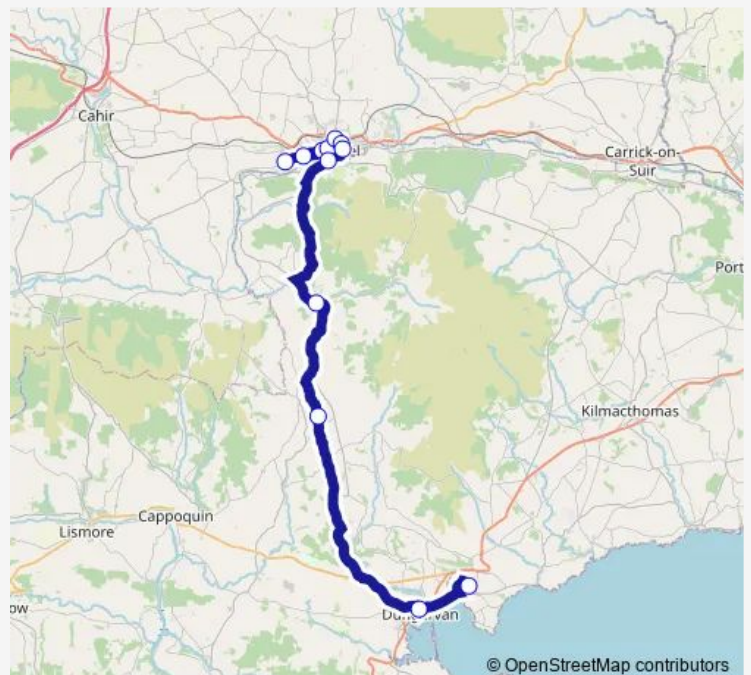 Cahir
Carrick-on-
Suir
Port
Kilmacthomas
Cappoquin
Lismore
© OpenStreetMap contributors